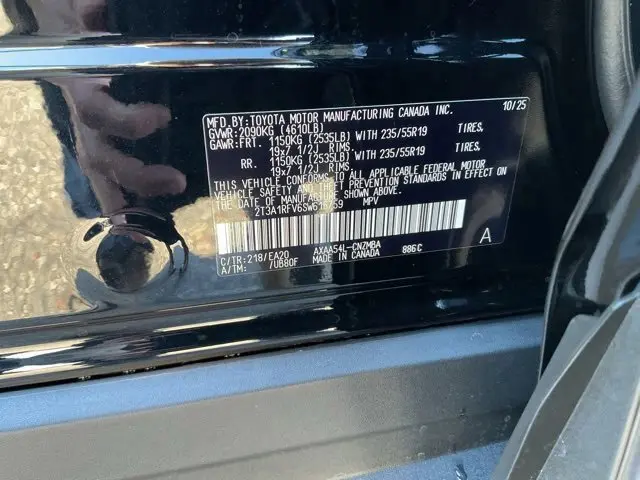 MFD.BY:TOYOTA MOTOR MANUFACTURING CANADA INC. 10/25
GVWR:2090KG (4610LB)
GAWR:FRT. 1150KG (2535LB) WITH 235/55R19 TIRES,
19x7 1/2J RIMS
RR. 1150KG (2535LB) WITH 235/55R19 TIRES,
19x7 1/2J RIMS
THIS VEHICLE CONFORMS TO ALL APPLICABLE FEDERAL MOTOR
VEHICLE SAFETY AND THEFT PREVENTION STANDARDS IN EFFECT
ON THE DATE OF MANUFACTURE SHOWN ABOVE.
MPV
C/TR:218/EA20 AXAA54L-CNZMBA 886C A
A/TM: /UB80F MADE IN CANADA